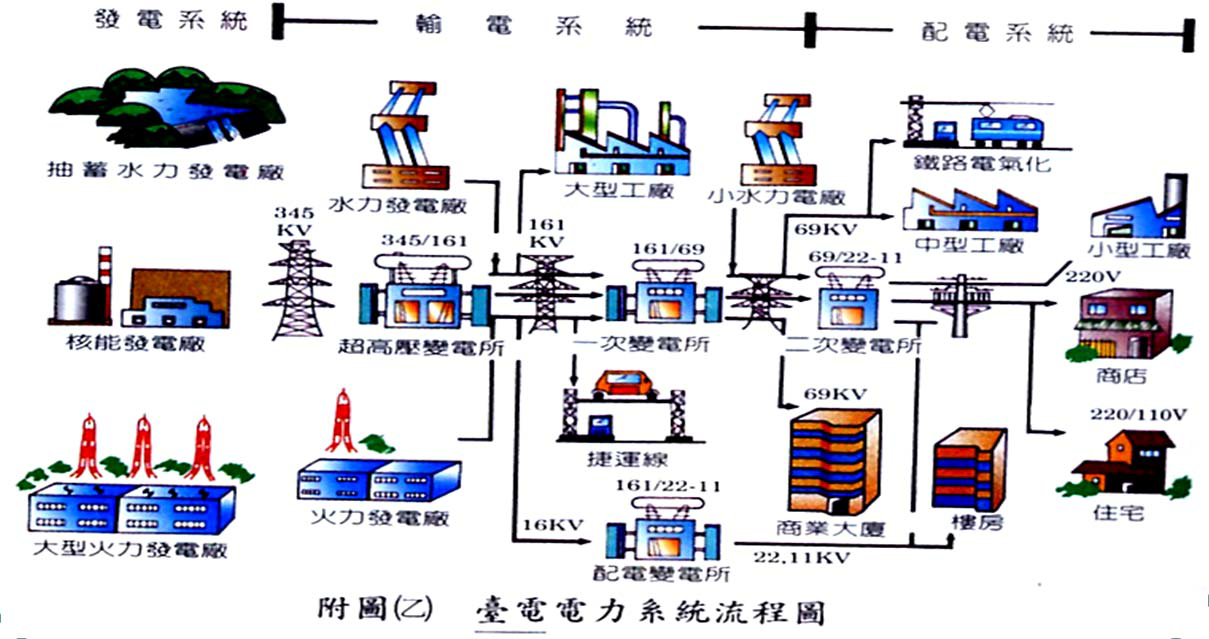 發電系統
輸電系統
配電系統
抽蓄水力發電廠
水力發電廠
大型工廠
小水力電廠
鐵路電氣化
345
KV
345/161
161
KV
161/69
69KV
69/22-11
中型工廠
小型工廠
220V
核能發電廠
超高壓變電所
一次變電所
二次變電所
商店
69KV
220/110V
捷運線
161/22-11
大型火力發電廠
火力發電廠
16KV
配電變電所
22,11KV
商業大廈
樓房
住宅
附圖(乙) 臺電電力系統流程圖